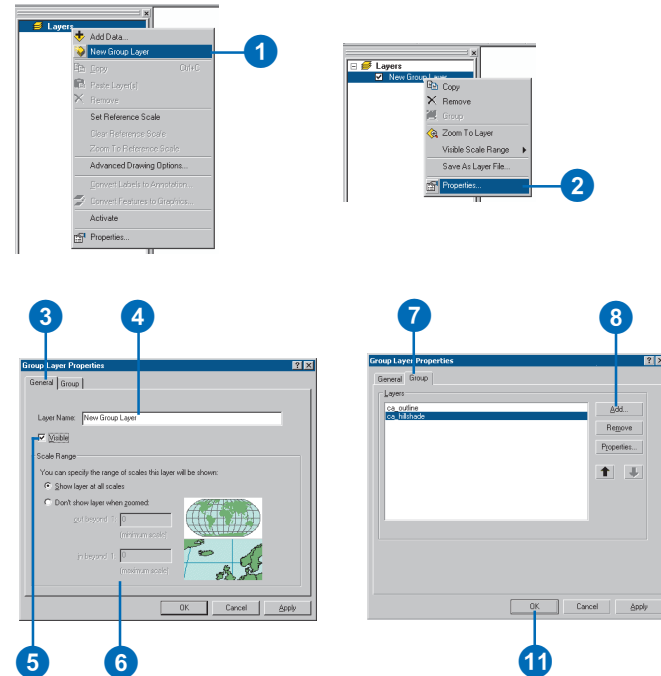 Layers
Add Data...
New Group Layer
1
Copy Ctrl+C
Paste Layer(s)
Remove
Set Reference Scale
Clear Reference Scale
Zoom To Reference Scale
Advanced Drawing Options...
Convert Labels to Annotation...
Convert Features to Graphics...
Activate
Properties...
Layers
New Group Layer
Copy
Remove
Group
Zoom To Layer
Visible Scale Range
Save As Layer File...
Properties...
2
3
4
Group Layer Properties
General Group
Layer Name: New Group Layer
Visible
Scale Range
You can specify the range of scales this layer will be shown:
Show layer at all scales
Don't show layer when zoomed:
out beyond 1: 0
(minimum scale)
in beyond 1: 0
(maximum scale)
OK Cancel Apply
5
6
7
8
Group Layer Properties
General Group
Layers
ca_outline
ca_hillshade
Add...
Remove
Properties...
OK Cancel Apply
11